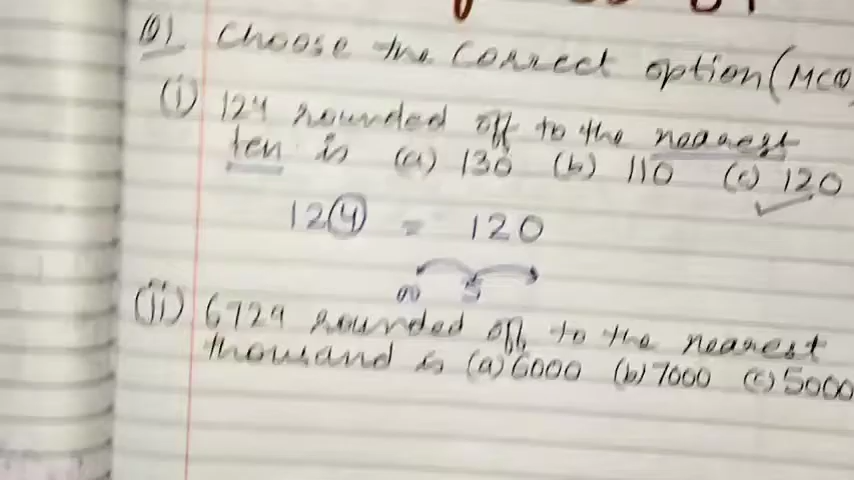 Q1 Choose the correct option (MCQ
(i) 124 rounded off to the nearest
ten is (a) 130 (b) 110 (c) 120
124 = 120
5
(ii) 6729 rounded off to the nearest
thousand is (a) 6000 (b) 7000 (c) 5000